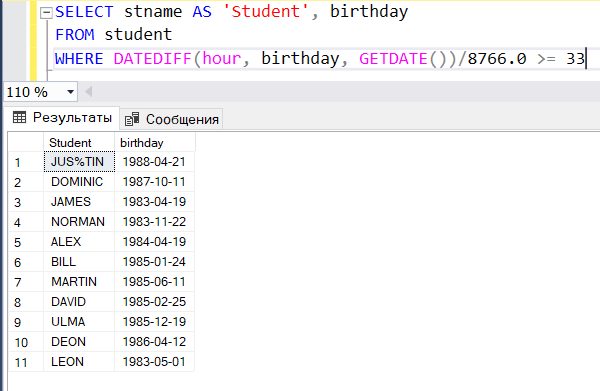 SELECT stname AS 'Student', birthday
FROM student
WHERE DATEDIFF(hour, birthday, GETDATE())/8766.0 >= 33
110 %
Результаты Сообщения
Student birthday
1 JUS%TIN 1988-04-21
2 DOMINIC 1987-10-11
3 JAMES 1983-04-19
4 NORMAN 1983-11-22
5 ALEX 1984-04-19
6 BILL 1985-01-24
7 MARTIN 1985-06-11
8 DAVID 1985-02-25
9 ULMA 1985-12-19
10 DEON 1986-04-12
11 LEON 1983-05-01